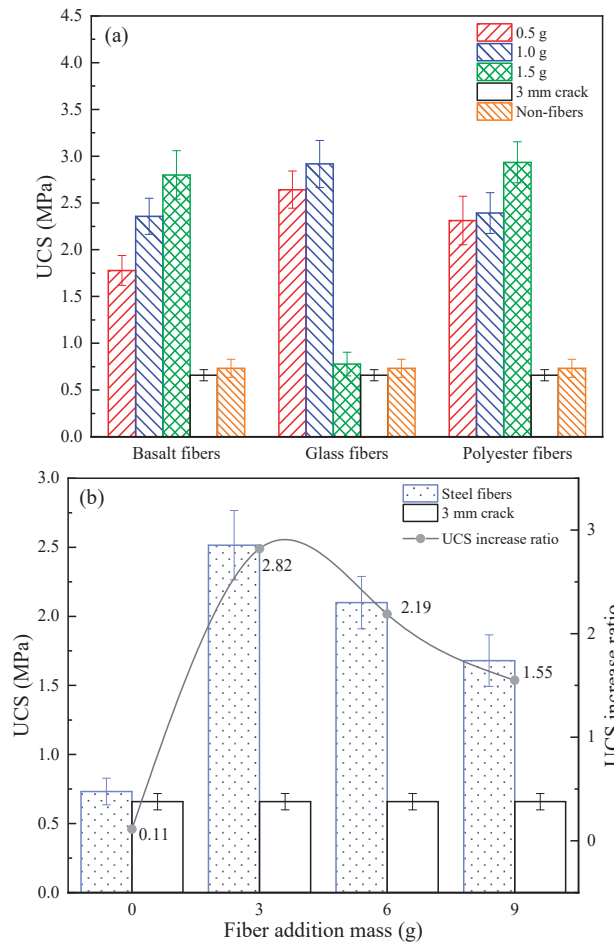 (a)
0.5 g
1.0 g
1.5 g
3 mm crack
Non-fibers
4.5
4.0
3.5
3.0
2.5
2.0
1.5
1.0
0.5
0.0
UCS (MPa)
Basalt fibers Glass fibers Polyester fibers
(b)
Steel fibers
3 mm crack
UCS increase ratio
3.0
2.5
2.0
1.5
1.0
0.5
0.0
UCS (MPa)
0.11
2.82
2.19
1.55
3
2
1
0
UCS increase ratio
0 3 6 9
Fiber addition mass (g)